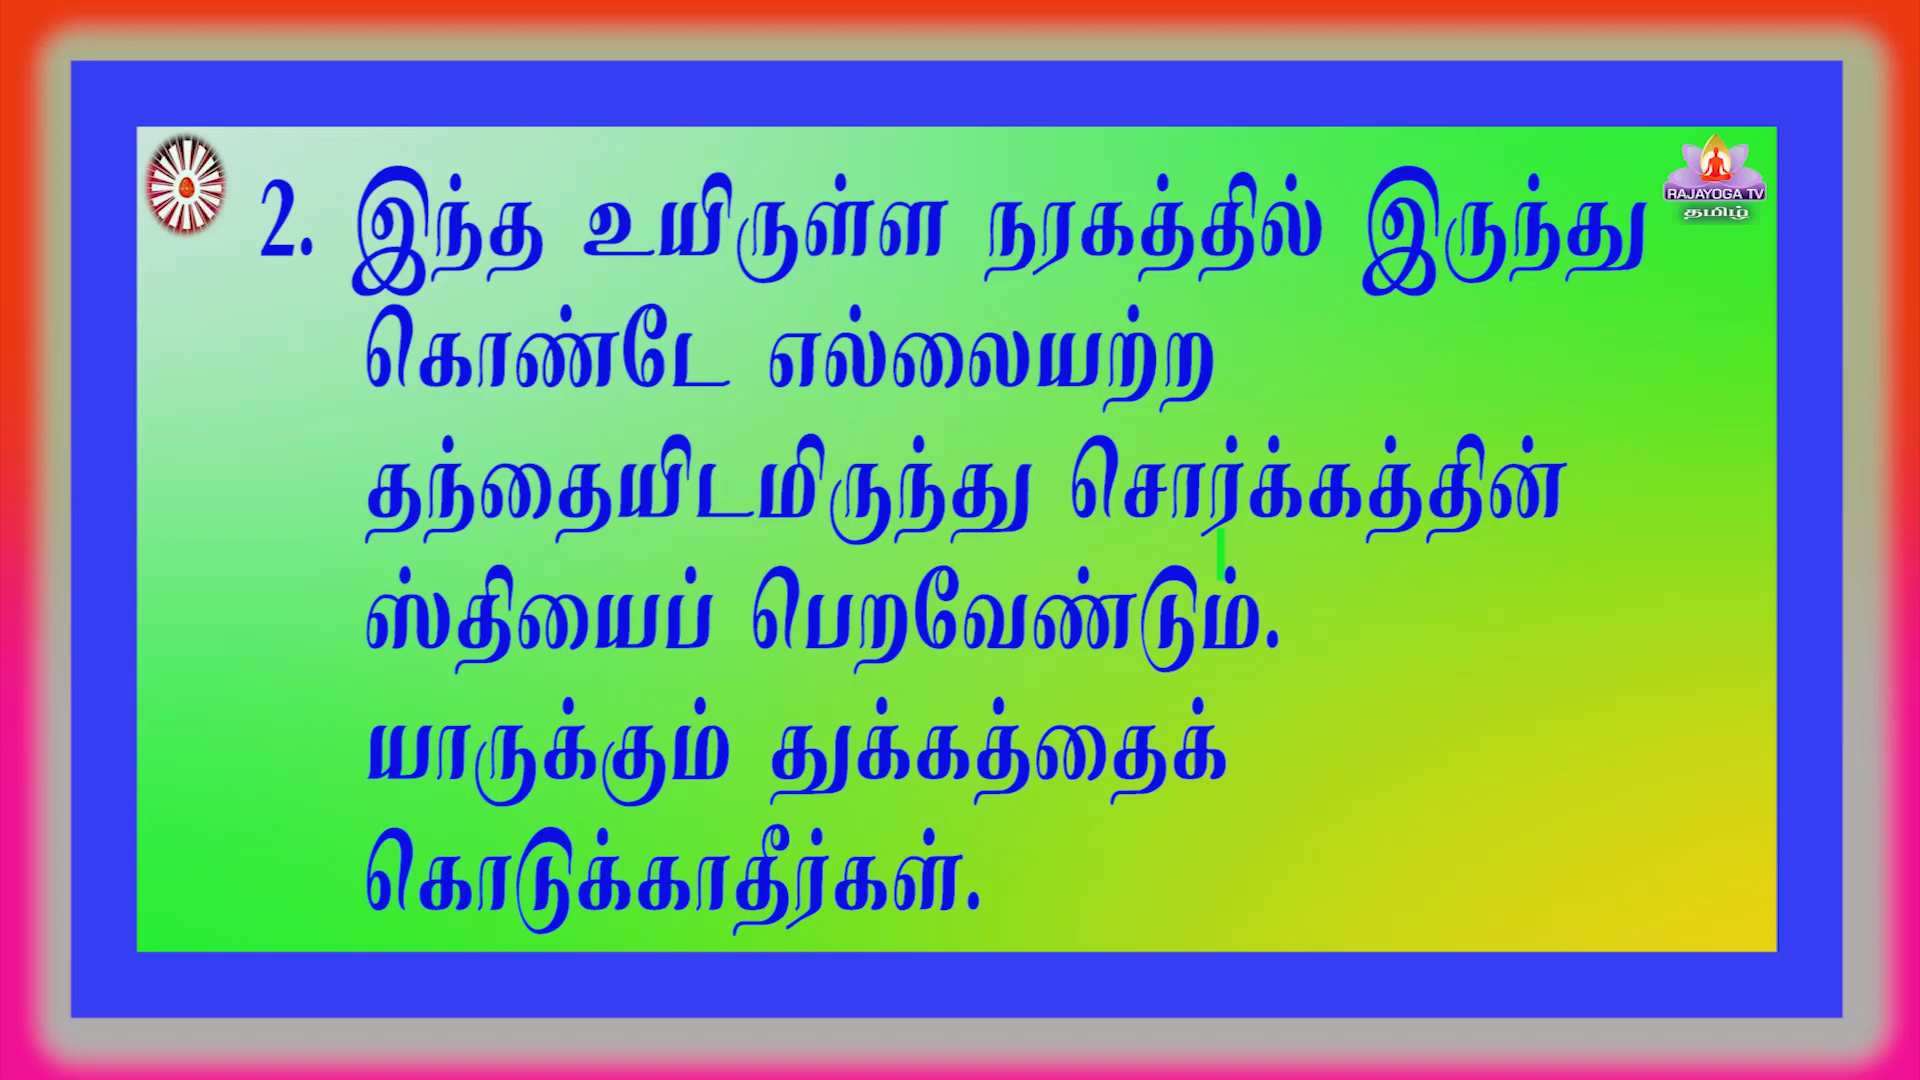 RAJAYOGA TV
தமிழ்
2. இந்த உயிருள்ள நரகத்தில் இருந்து
கொண்டே எல்லையற்ற
தந்தையிடமிருந்து சொர்க்கத்தின்
ஸ்தியைப் பெறவேண்டும்.
யாருக்கும் துக்கத்தைக்
கொடுக்காதீர்கள்.